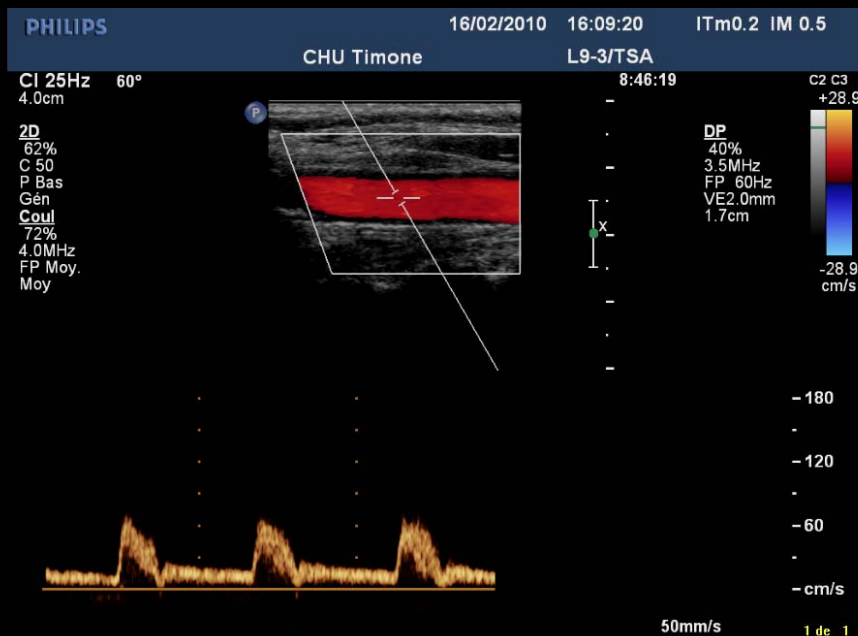 PHILIPS 16/02/2010 16:09:20 ITm0.2 IM 0.5
CHU Timone L9-3/TSA
CI 25Hz 60° 8:46:19 C2 C3
4.0cm +28.9
P
2D
62%
C 50
P Bas
Gén
Coul
72%
4.0MHz
FP Moy.
Moy
X
DP
40%
3.5MHz
FP 60Hz
VE2.0mm
1.7cm
-28.9
cm/s
180
120
60
cm/s
50mm/s 1 de 1